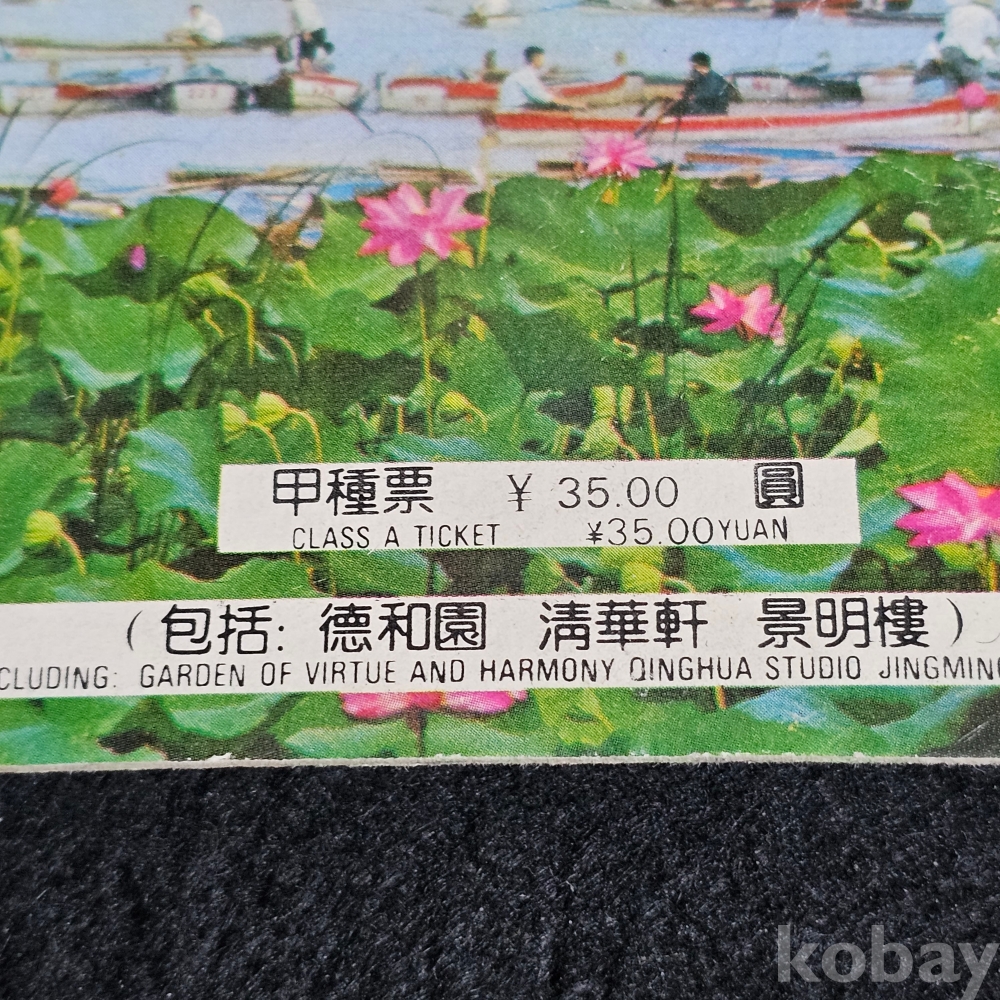 甲種票 ¥ 35.00 圓
CLASS A TICKET ¥35.00YUAN
(包括: 德和園 清華軒 景明樓)
CLUDING: GARDEN OF VIRTUE AND HARMONY QINGHUA STUDIO JINGMING
kobay